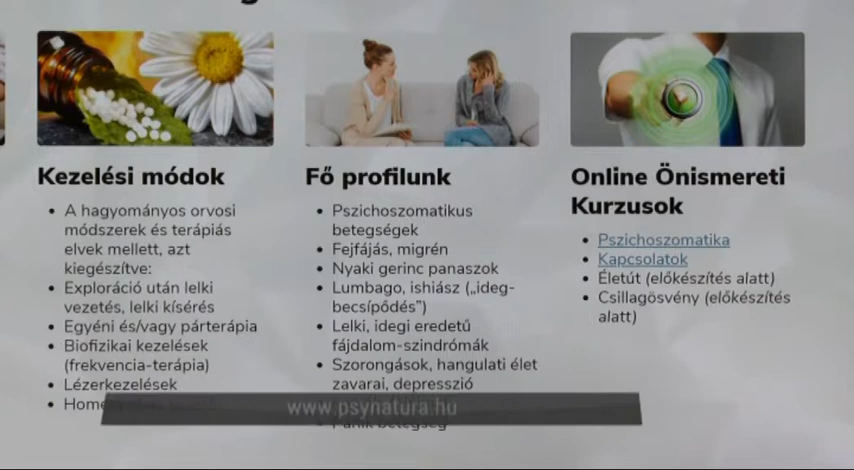 Kezelési módok
• A hagyományos orvosi
módszerek és terápiás
elvek mellett, azt
kiegészítve:
• Exploráció után lelki
vezetés, lelki kísérés
• Egyéni és/vagy párterápia
• Biofizikai kezelések
(frekvencia-terápia)
• Lézerkezelések
Fő profilunk
• Pszichoszomatikus
betegségek
• Fejfájás, migrén
• Nyaki gerinc panaszok
• Lumbago, ishiász („ideg-
becsípődés”)
• Lelki, idegi eredetű
fájdalom-szindrómák
• Szorongások, hangulati élet
zavarai, depresszió
• Pánik betegség
Online Önismereti
Kurzusok
• Pszichoszomatika
• Kapcsolatok
• Életút (előkészítés alatt)
• Csillagösvény (előkészítés
alatt)
www.psynatura.hu